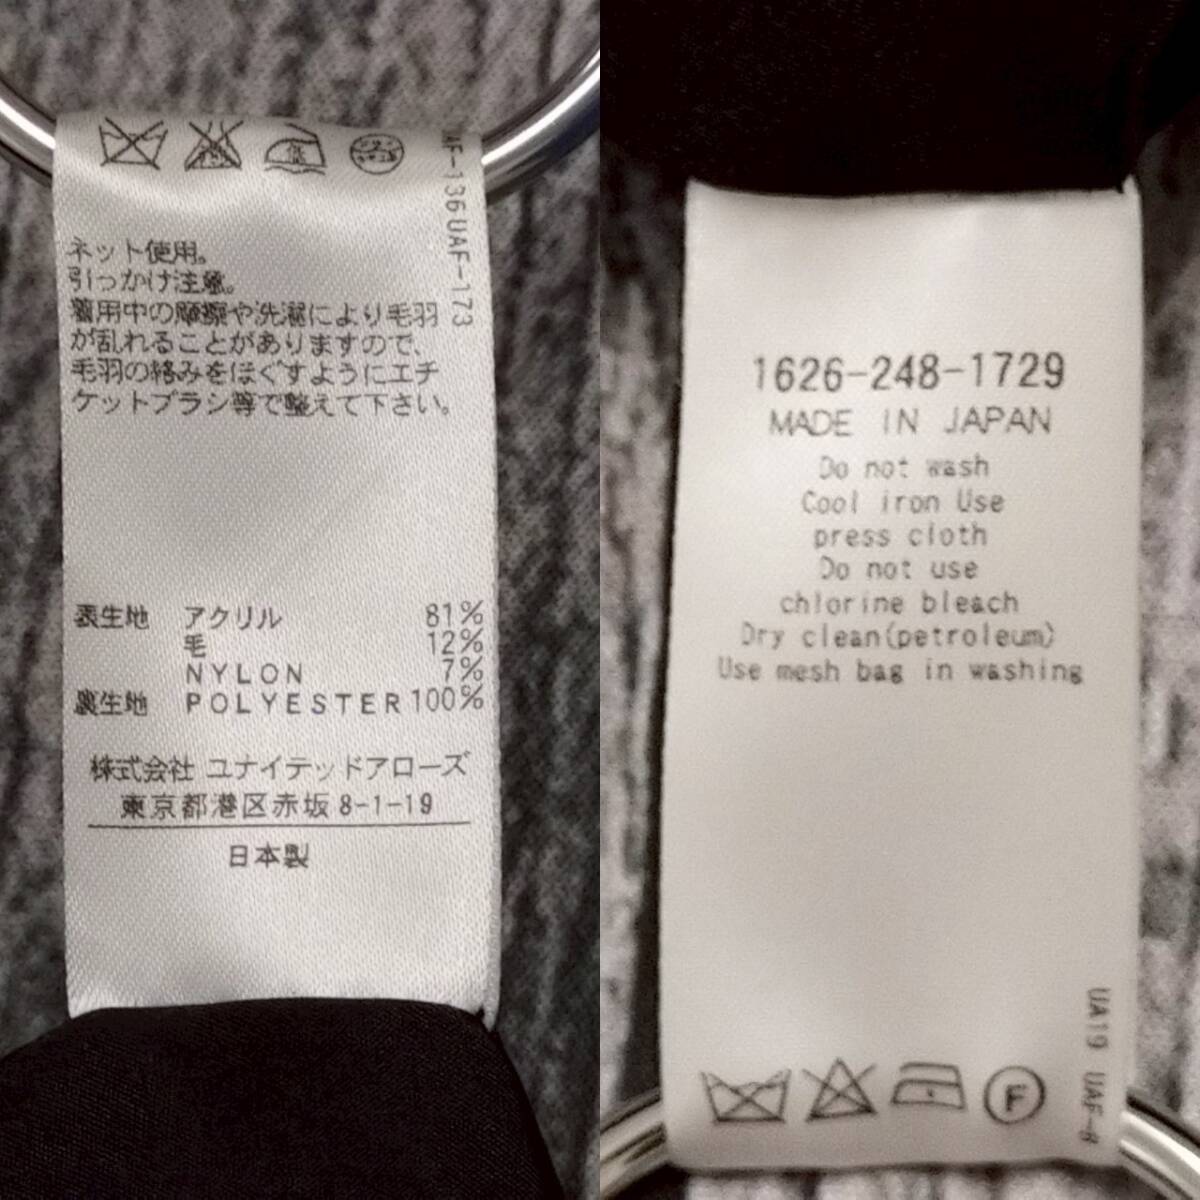 ネット使用。
引っかけ注意。
着用中の摩擦や洗濯により毛羽
が乱れることがありますので、
毛羽の絡みをほぐすようにエチ
ケットブラシ等で整えて下さい。
AF-136UAF-173
表生地 アクリル 81%
毛 12%
NYLON 7%
裏生地 POLYESTER 100%
株式会社 ユナイテッドアローズ
東京都港区赤坂8-1-19
日本製
1626-248-1729
MADE IN JAPAN
Do not wash
Cool iron Use
press cloth
Do not use
chlorine bleach
Dry clean(petroleum)
Use mesh bag in washing
UA19 UAF-8
F